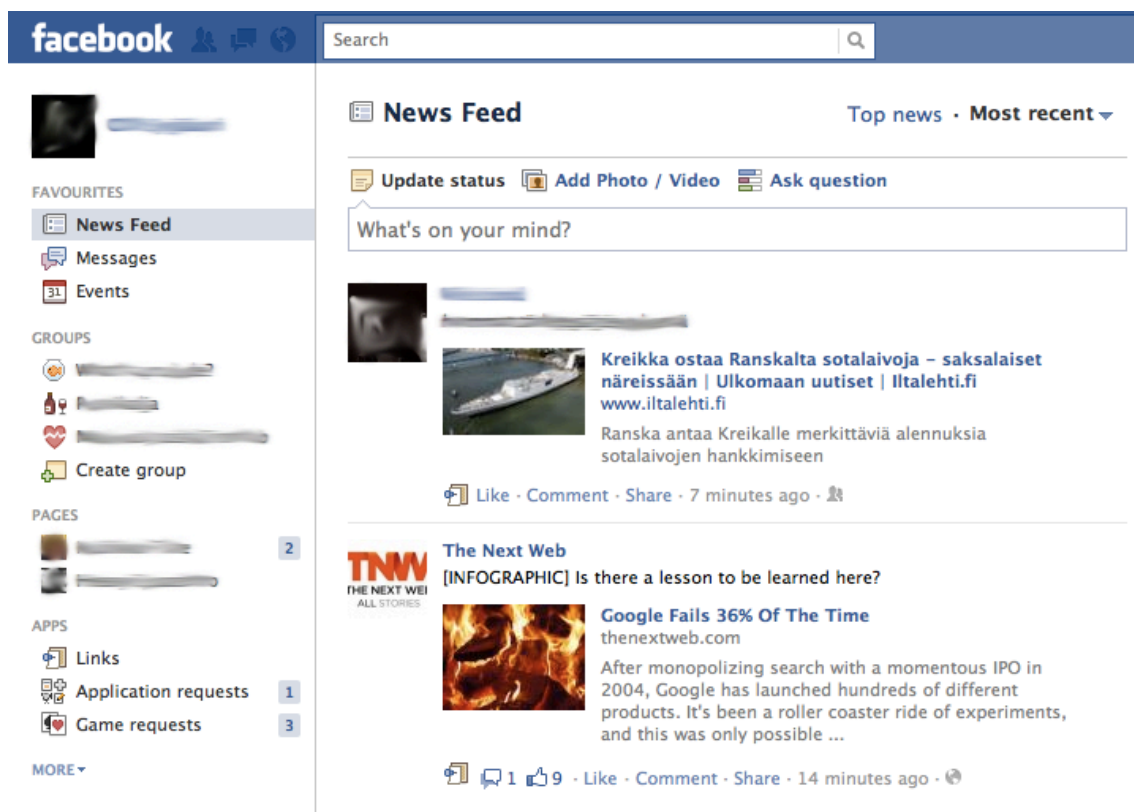 facebook
Search
News Feed
Top news · Most recent
FAVOURITES
News Feed
Messages
31 Events
GROUPS
Create group
PAGES
2
APPS
Links
Application requests 1
Game requests 3
MORE
Update status Add Photo / Video Ask question
What's on your mind?
Kreikka ostaa Ranskalta sotalaivoja – saksalaiset
näreissään | Ulkomaan uutiset | Iltalehti.fi
www.iltalehti.fi
Ranska antaa Kreikalle merkittäviä alennuksia
sotalaivojen hankkimiseen
Like · Comment · Share · 7 minutes ago ·
TNW
THE NEXT WE
ALL STORIES
The Next Web
[INFOGRAPHIC] Is there a lesson to be learned here?
Google Fails 36% Of The Time
thenextweb.com
After monopolizing search with a momentous IPO in
2004, Google has launched hundreds of different
products. It's been a roller coaster ride of experiments,
and this was only possible ...
1 9 · Like · Comment · Share · 14 minutes ago ·